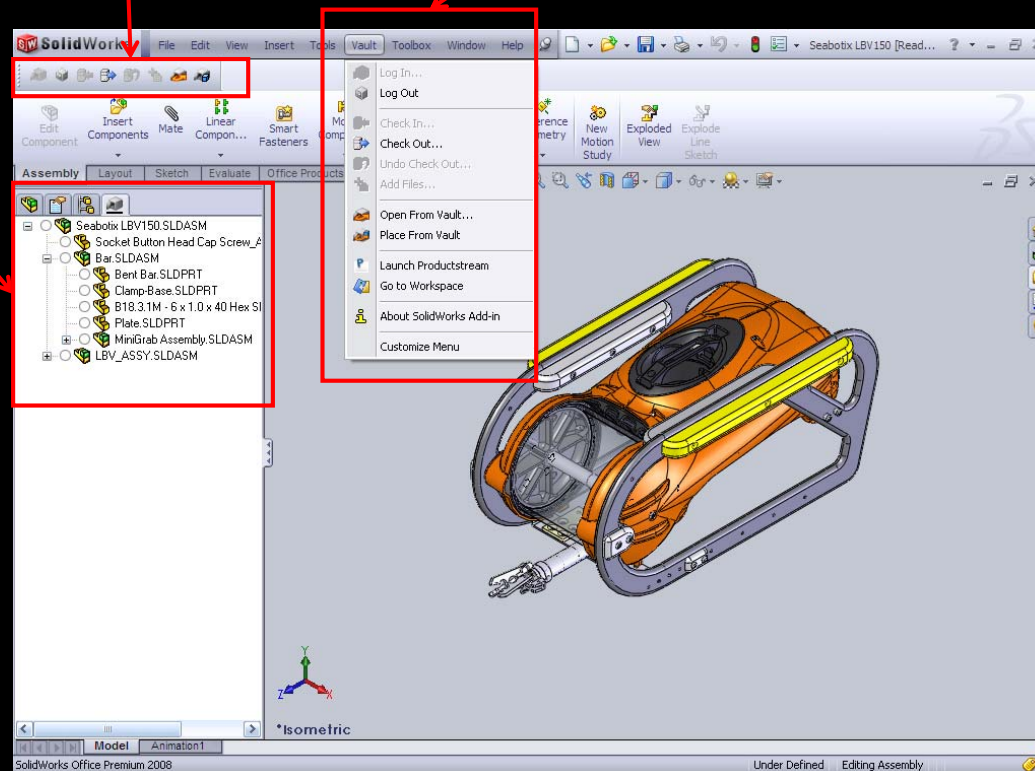 SolidWorks File Edit View Insert Tools Vault Toolbox Window Help Seabotix LBV150 [Read...
Edit Component
Insert Components
Mate
Linear Compon...
Smart Fasteners
New Motion Study
Exploded View
Explode Line Sketch
Assembly Layout Sketch Evaluate Office Products
Log In...
Log Out
Check In...
Check Out...
Undo Check Out...
Add Files...
Open From Vault...
Place From Vault
Launch Productstream
Go to Workspace
About SolidWorks Add-in
Customize Menu
Seabotix LBV150.SLDASM
Socket Button Head Cap Screw_
Bar.SLDASM
Bent Bar.SLDPRT
Clamp-Base.SLDPRT
B18.3.1M - 6 x 1.0 x 40 Hex
Plate.SLDPRT
MiniGrab Assembly.SLDASM
LBV_ASSY.SLDASM
Y
Z X
*Isometric
Model Animation1
SolidWorks Office Premium 2008 Under Defined Editing Assembly